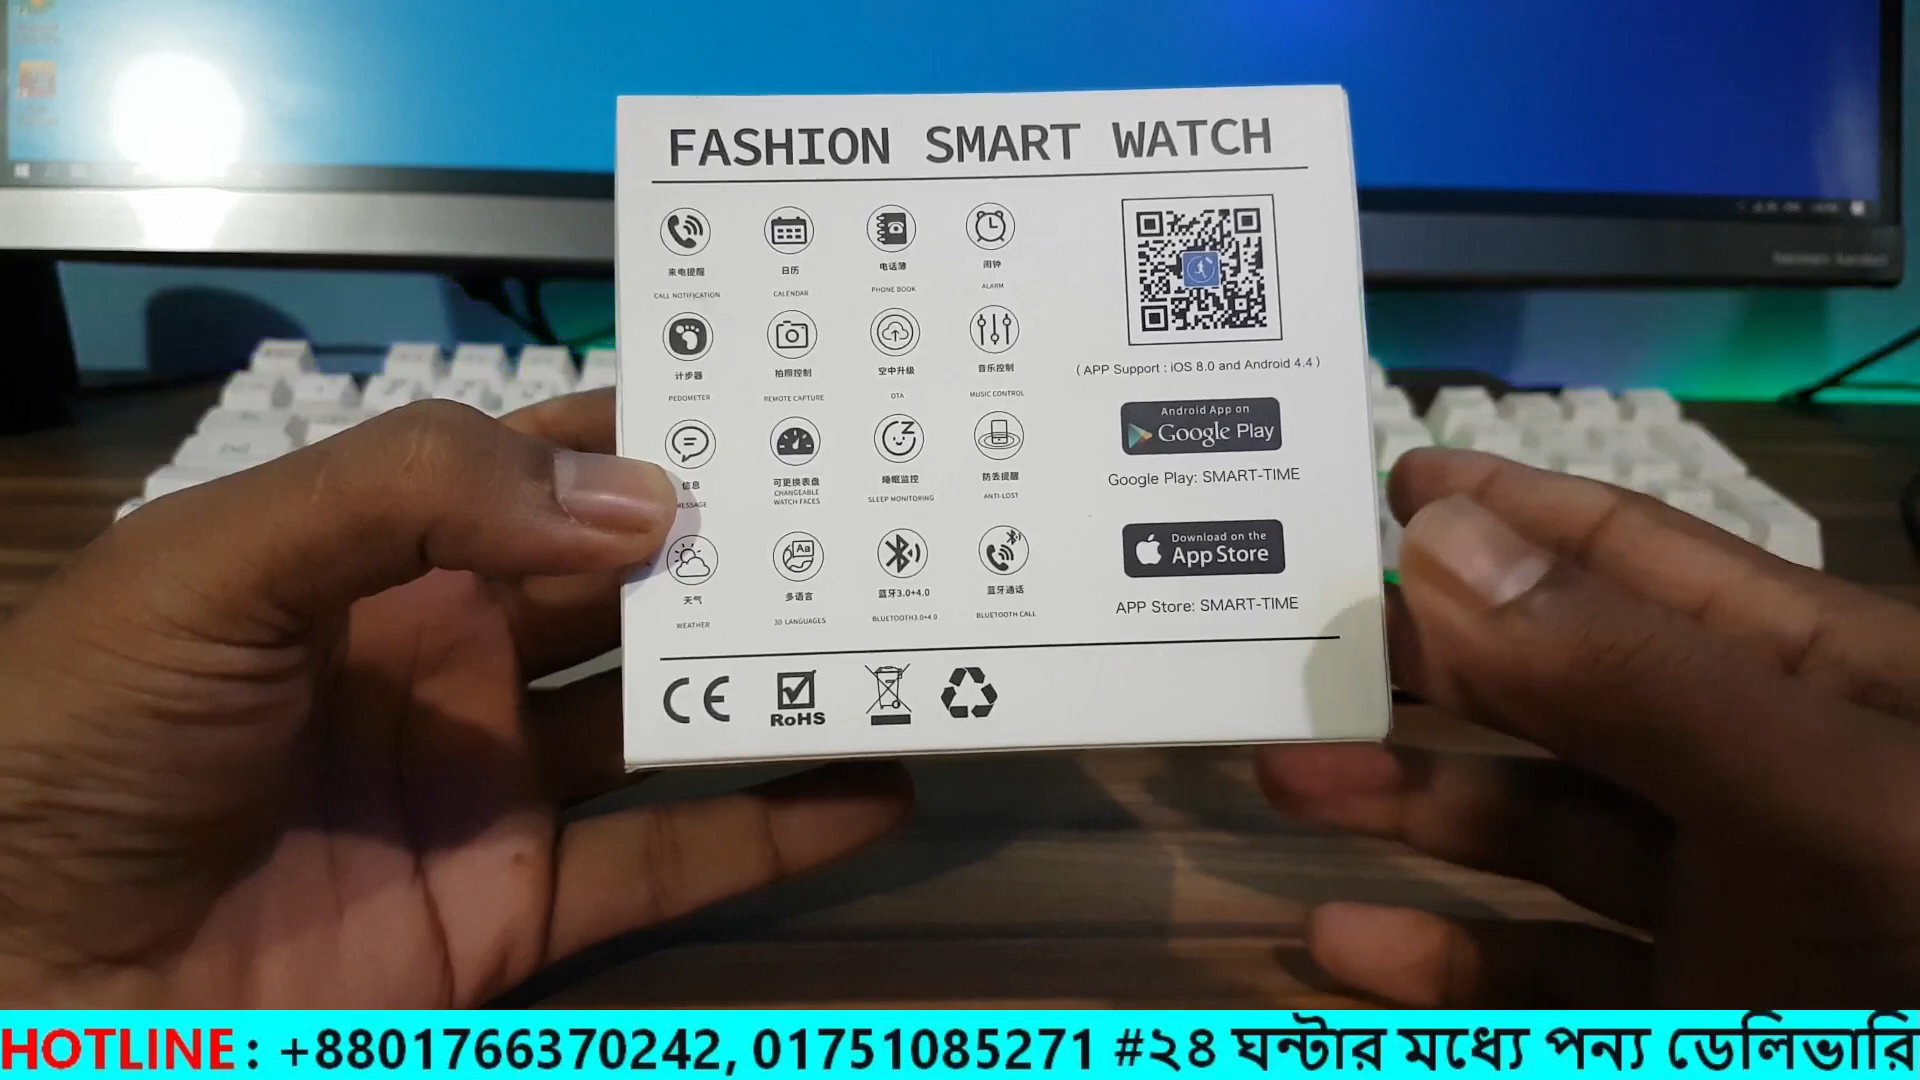 FASHION SMART WATCH
来电提醒
CALL NOTIFICATION
日历
CALENDAR
电话薄
PHONE BOOK
闹钟
ALARM
计步器
PEDOMETER
拍照控制
REMOTE CAPTURE
空中升级
OTA
音乐控制
MUSIC CONTROL
信息
MESSAGE
可更换表盘
CHANGEABLE
WATCH FACES
睡眠监控
SLEEP MONITORING
防丢提醒
ANTI-LOST
天气
WEATHER
Aa
多语言
30 LANGUAGES
蓝牙3.0+4.0
BLUETOOTH3.0+4.0
蓝牙通话
BLUETOOTH CALL
( APP Support : iOS 8.0 and Android 4.4 )
Android App on
Google Play
Google Play: SMART-TIME
Download on the
App Store
APP Store: SMART-TIME
CE
RoHS
HOTLINE : +8801766370242, 01751085271 #২৪ ঘন্টার মধ্যে পন্য ডেলিভারি